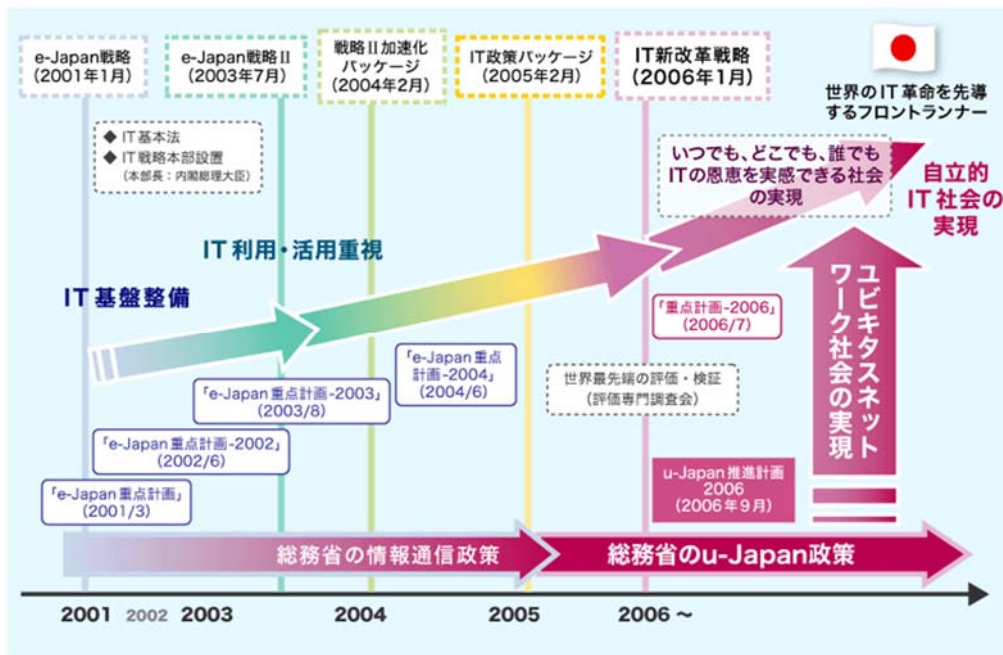 e-Japan戦略
(2001年1月)
e-Japan戦略Ⅱ
(2003年7月)
戦略Ⅱ加速化
パッケージ
(2004年2月)
IT政策パッケージ
(2005年2月)
IT新改革戦略
(2006年1月)
世界のIT革命を先導
するフロントランナー
◆ IT基本法
◆ IT戦略本部設置
(本部長:内閣総理大臣)
いつでも、どこでも、誰でも
ITの恩恵を実感できる社会
の実現
自立的
IT社会の
実現
IT利用・活用重視
IT基盤整備
「重点計画-2006」
(2006/7)
ユビキタスネット
ワーク社会の実現
「e-Japan重点
計画-2004」
(2004/6)
世界最先端の評価・検証
(評価専門調査会)
「e-Japan重点計画-2003」
(2003/8)
「e-Japan重点計画-2002」
(2002/6)
「e-Japan重点計画」
(2001/3)
u-Japan推進計画
2006
(2006年9月)
総務省の情報通信政策
総務省のu-Japan政策
2001 2002 2003 2004 2005 2006～